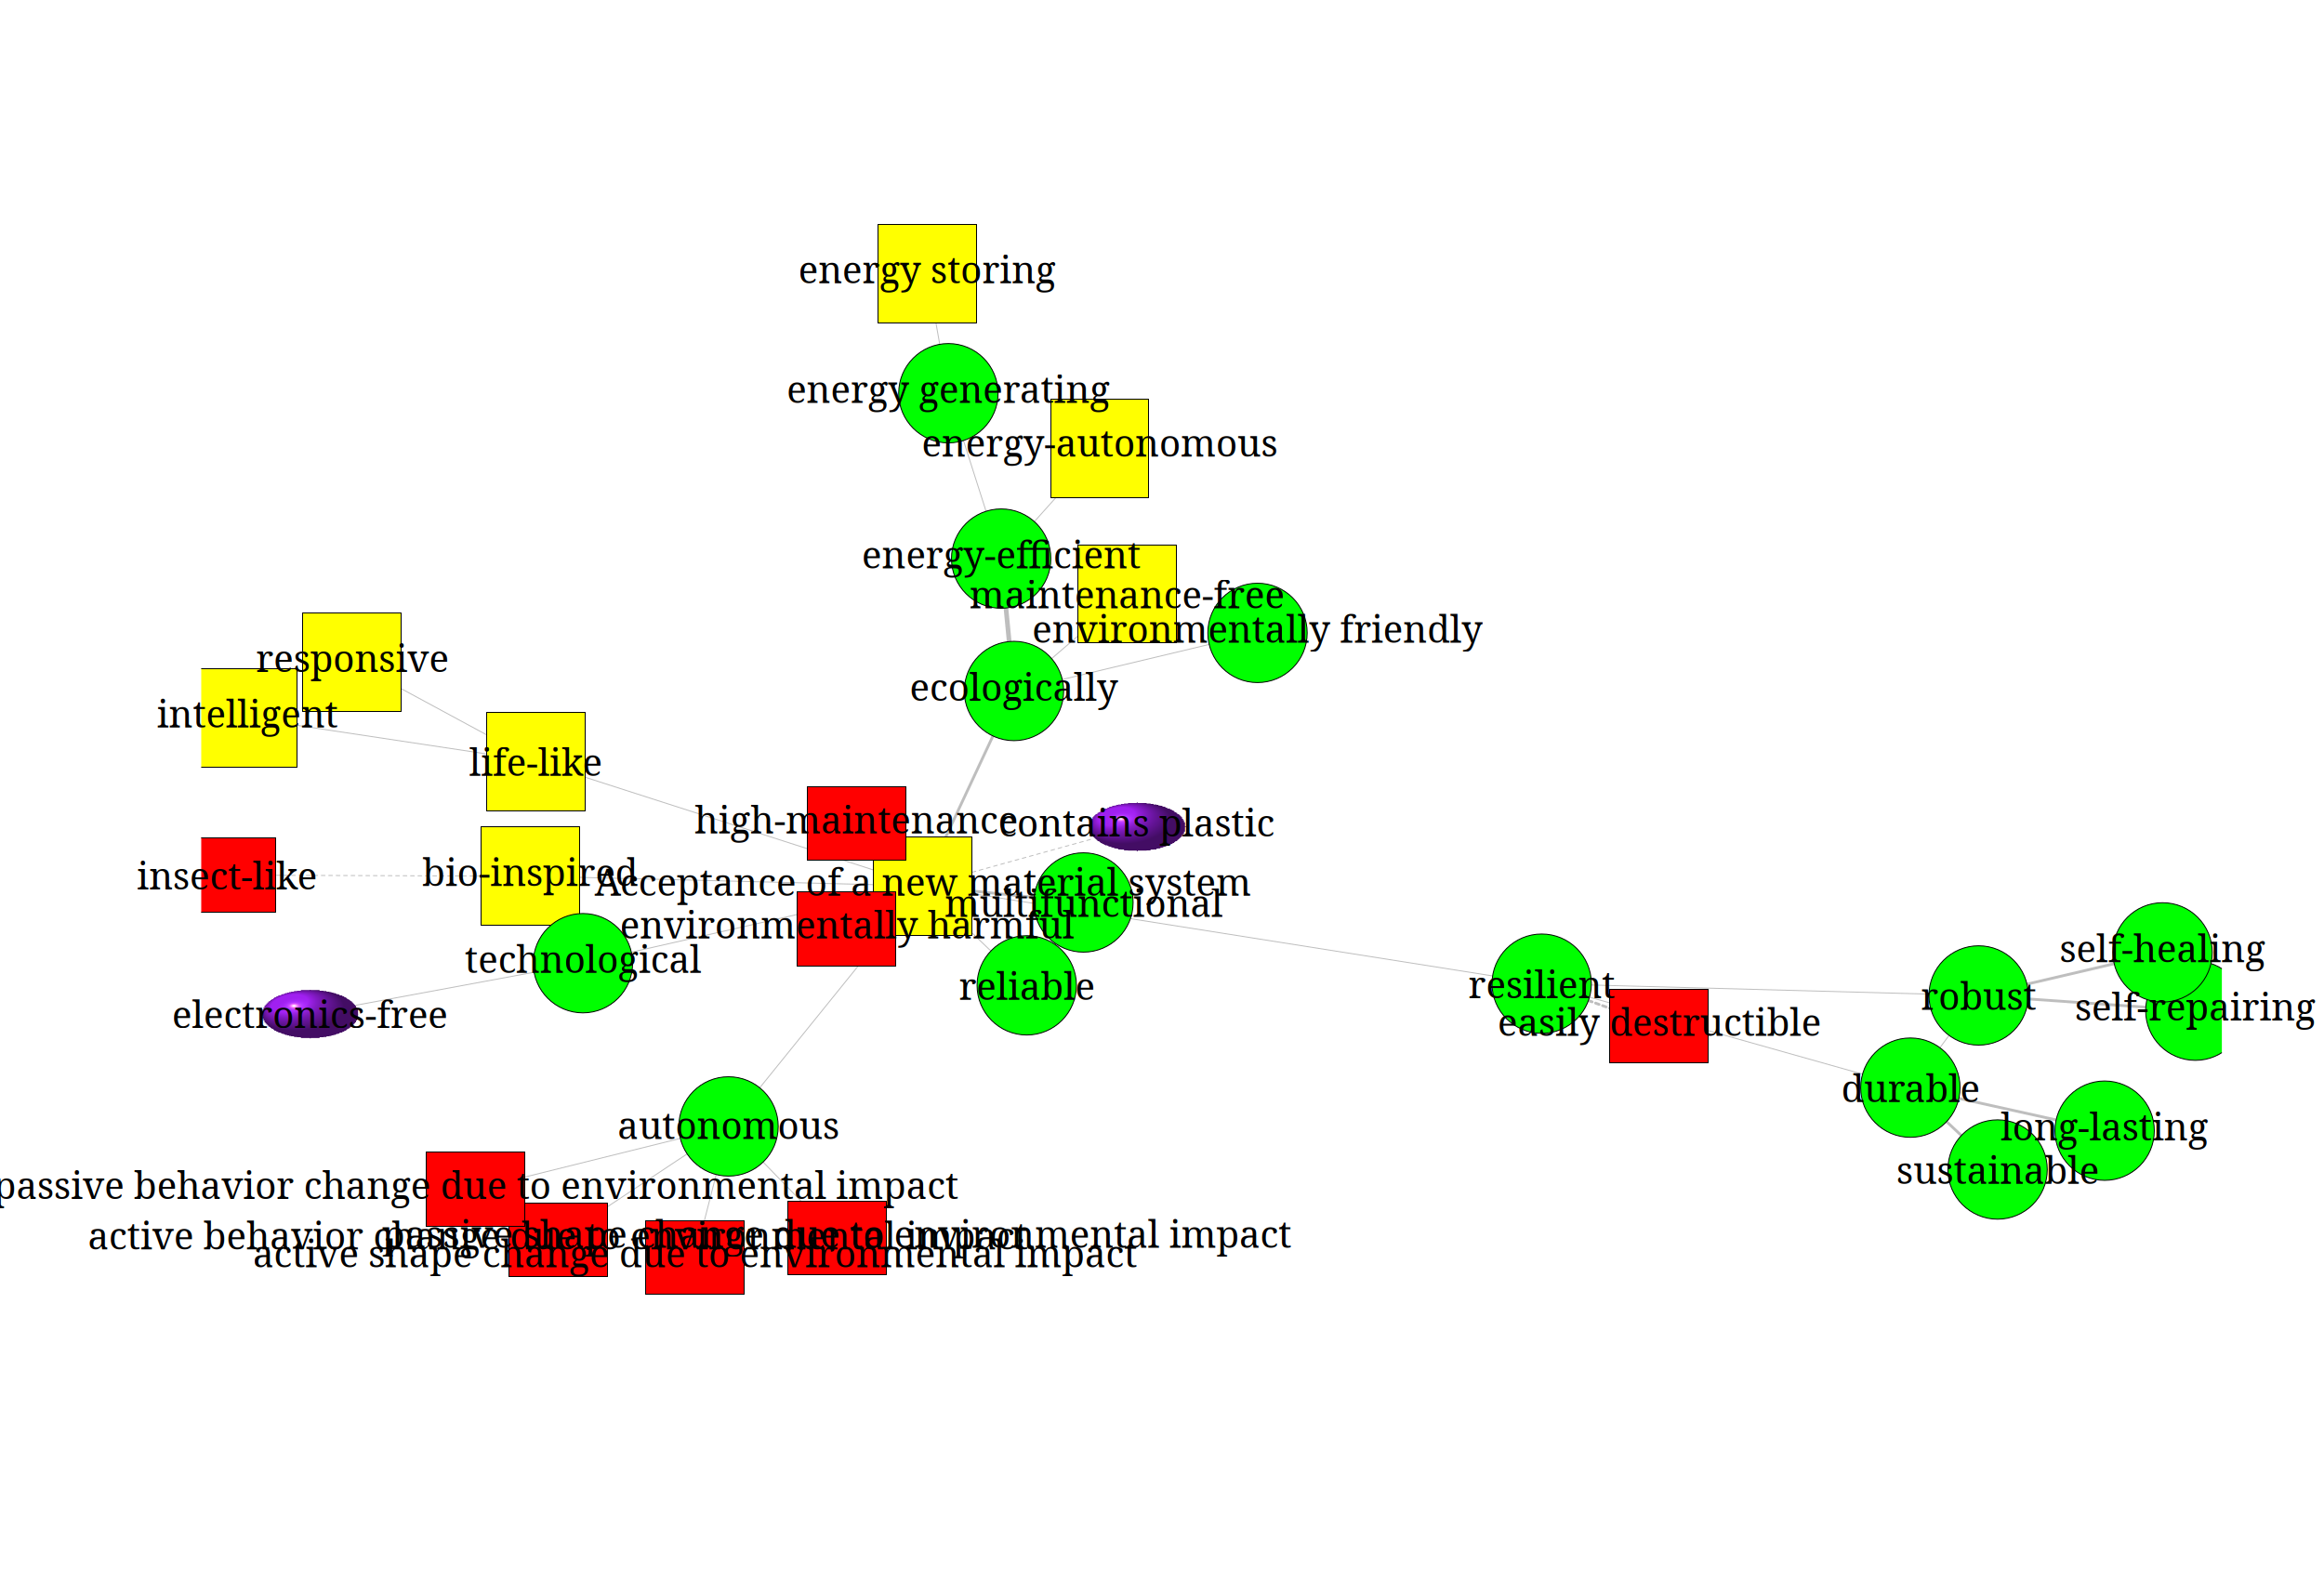 energy storing
energy generating
energy-autonomous
energy-efficient
maintenance-free
environmentally friendly
responsive
ecologically
intelligent
life-like
high-maintenance
contains plastic
bio-inspired
insect-like
Acceptance of a new material system
multifunctional
environmentally harmful
self-healing
technological
resilient
reliable
robust
self-repairing
electronics-free
easily destructible
durable
autonomous
long-lasting
sustainable
passive behavior change due to environmental impact
active behavior change due to environmental impact
passive shape change due to environmental impact
active shape change due to environmental impact